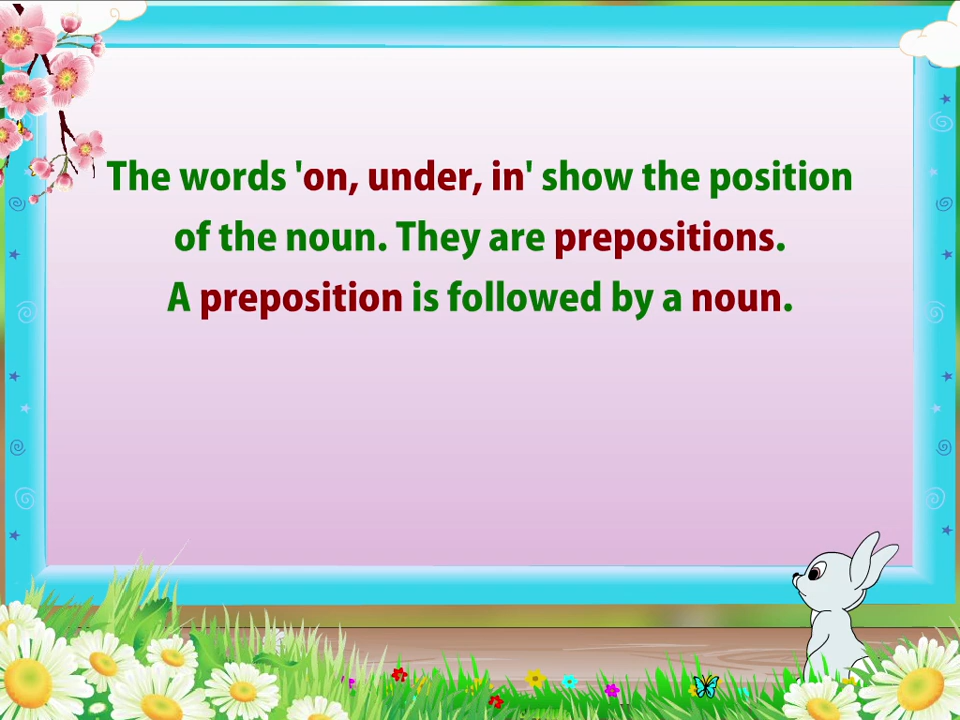 The words 'on, under, in' show the position
of the noun. They are prepositions.
A preposition is followed by a noun.